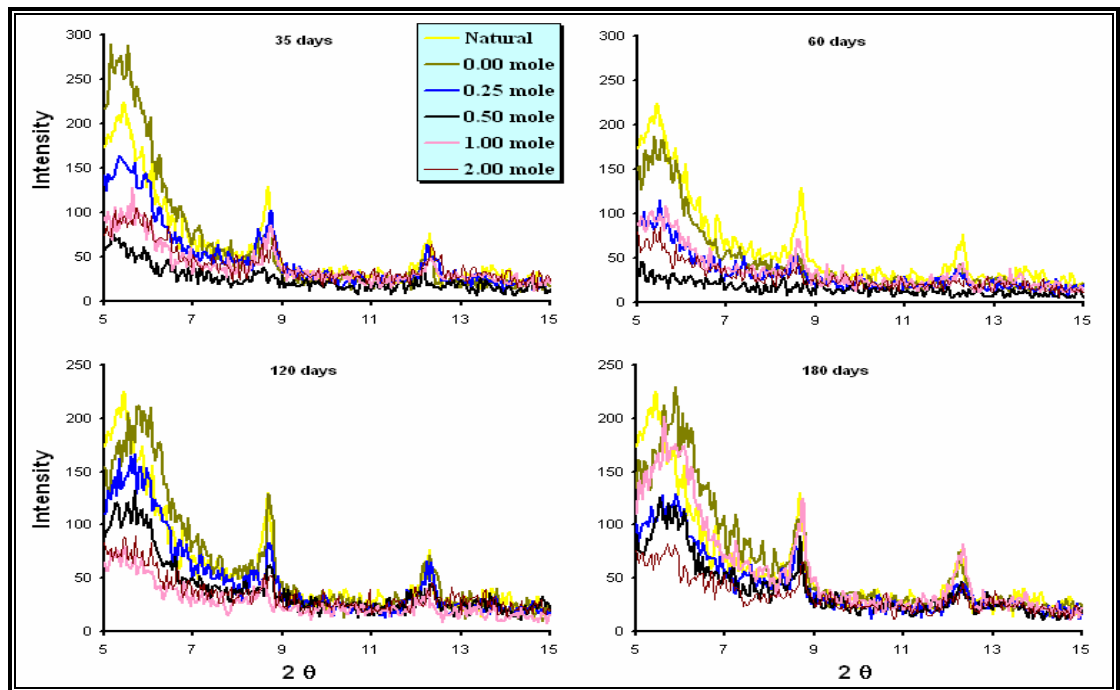 35 days
Intensity
300
250
200
150
100
50
0
5 7 9 11 13 15
Natural
0.00 mole
0.25 mole
0.50 mole
1.00 mole
2.00 mole
60 days
300
250
200
150
100
50
0
5 7 9 11 13 15
120 days
Intensity
250
200
150
100
50
0
5 7 9 11 13 15
2 θ
180 days
250
200
150
100
50
0
5 7 9 11 13 15
2 θ